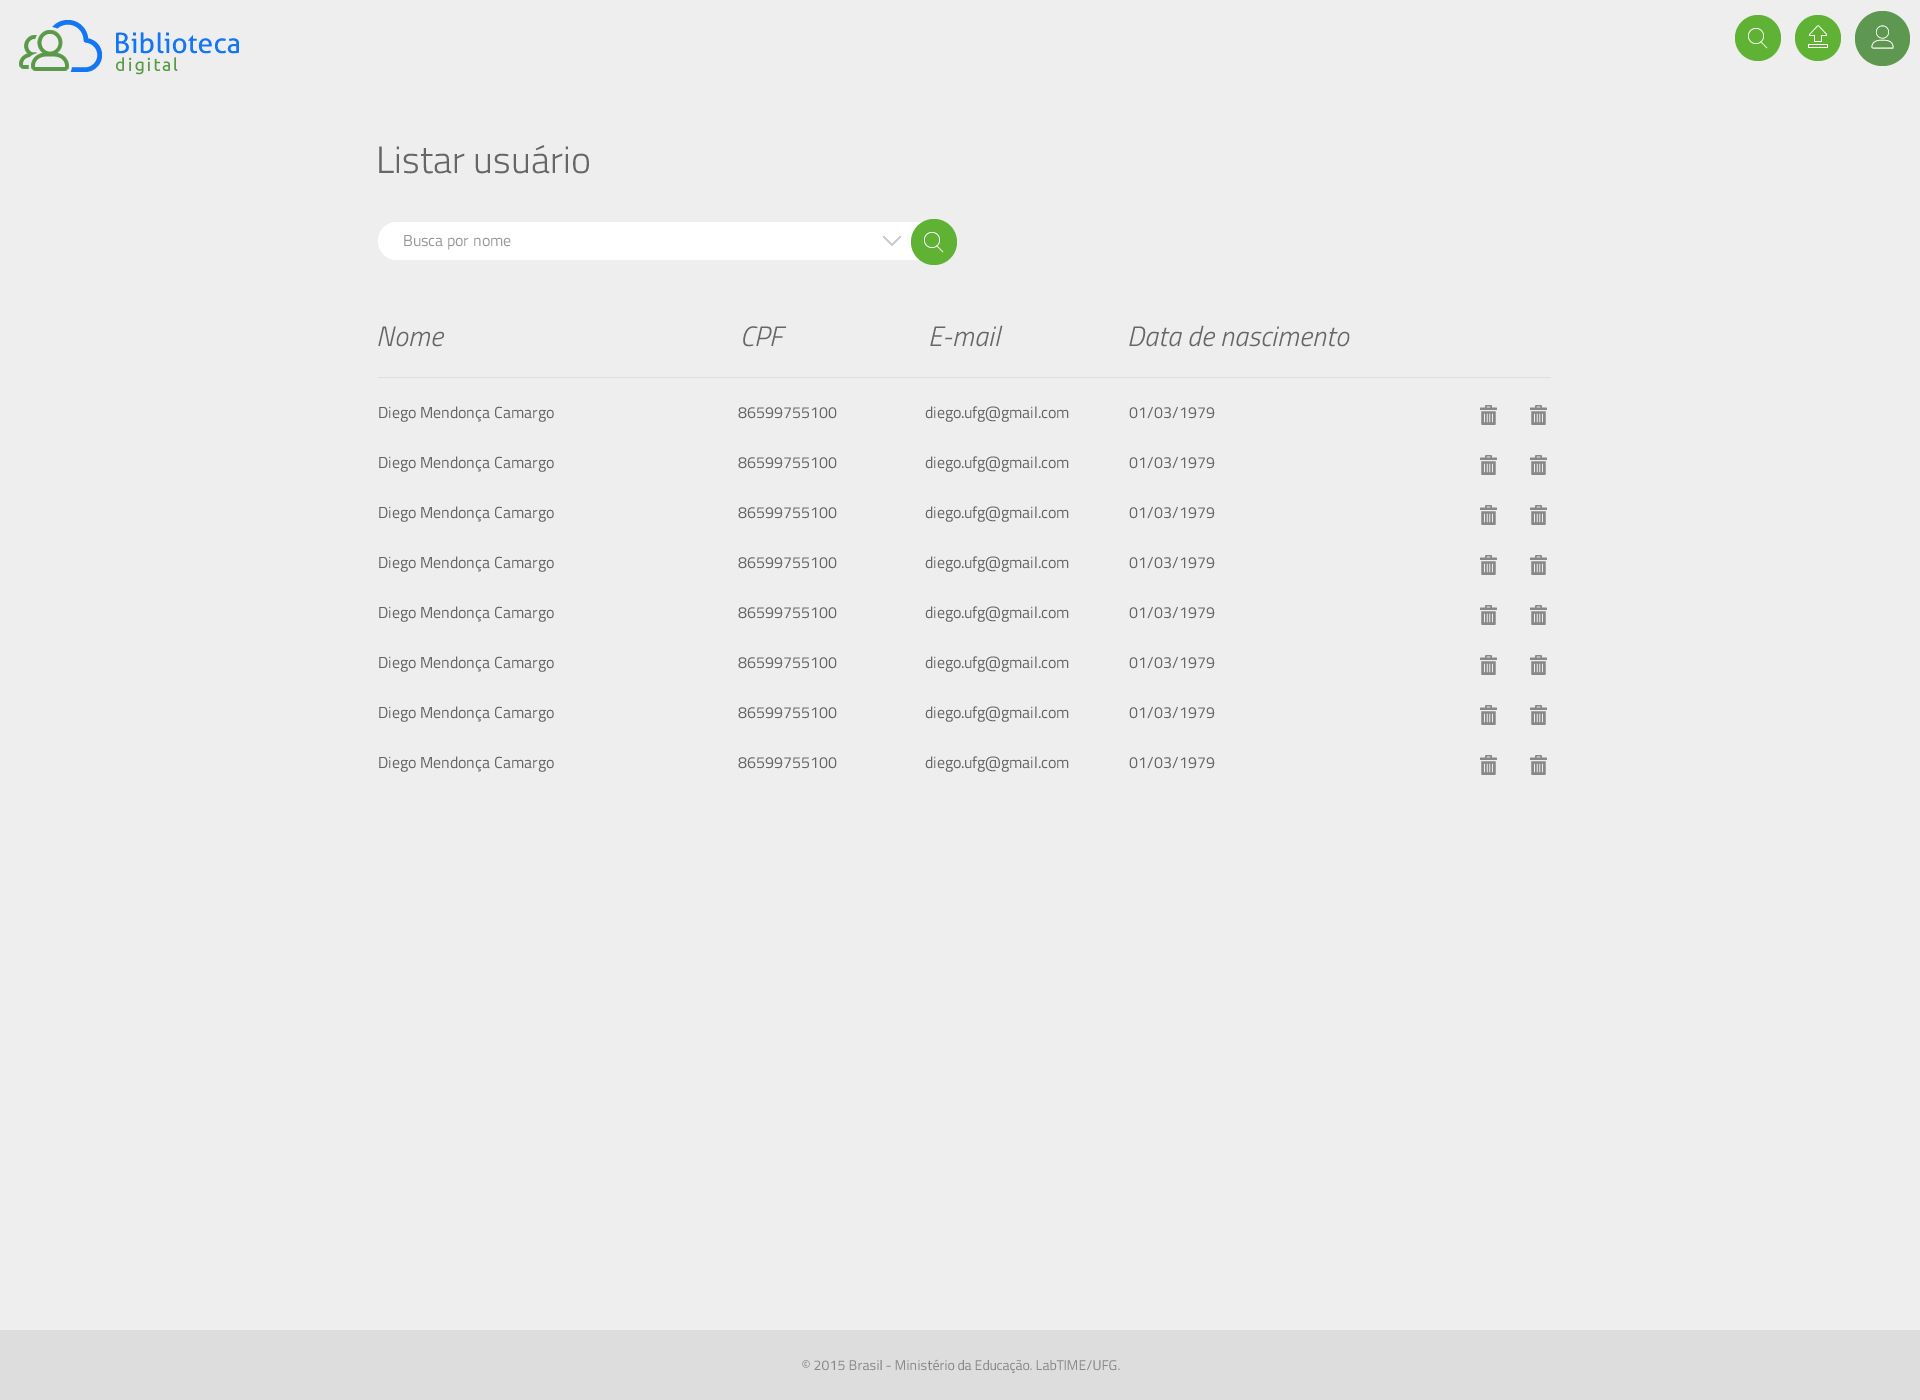 Biblioteca
digital
Listar usuário
Busca por nome
Nome CPF E-mail Data de nascimento
Diego Mendonça Camargo 86599755100 diego.ufg@gmail.com 01/03/1979
Diego Mendonça Camargo 86599755100 diego.ufg@gmail.com 01/03/1979
Diego Mendonça Camargo 86599755100 diego.ufg@gmail.com 01/03/1979
Diego Mendonça Camargo 86599755100 diego.ufg@gmail.com 01/03/1979
Diego Mendonça Camargo 86599755100 diego.ufg@gmail.com 01/03/1979
Diego Mendonça Camargo 86599755100 diego.ufg@gmail.com 01/03/1979
Diego Mendonça Camargo 86599755100 diego.ufg@gmail.com 01/03/1979
Diego Mendonça Camargo 86599755100 diego.ufg@gmail.com 01/03/1979
© 2015 Brasil - Ministério da Educação. LabTIME/UFG.